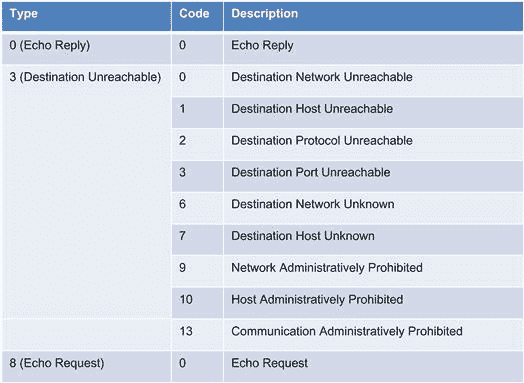 Type Code Description
0 (Echo Reply) 0 Echo Reply
3 (Destination Unreachable) 0 Destination Network Unreachable
1 Destination Host Unreachable
2 Destination Protocol Unreachable
3 Destination Port Unreachable
6 Destination Network Unknown
7 Destination Host Unknown
9 Network Administratively Prohibited
10 Host Administratively Prohibited
13 Communication Administratively Prohibited
8 (Echo Request) 0 Echo Request